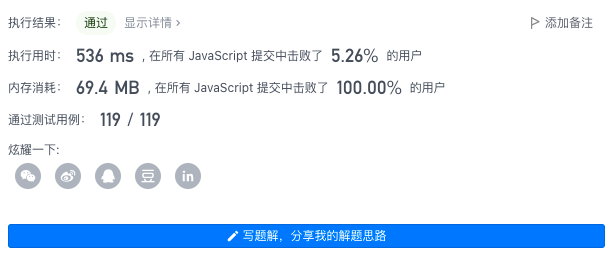 执行结果： 通过 显示详情 › 添加备注
执行用时： 536 ms , 在所有 JavaScript 提交中击败了 5.26% 的用户
内存消耗： 69.4 MB , 在所有 JavaScript 提交中击败了 100.00% 的用户
通过测试用例： 119 / 119
炫耀一下:
豆 in
写题解，分享我的解题思路